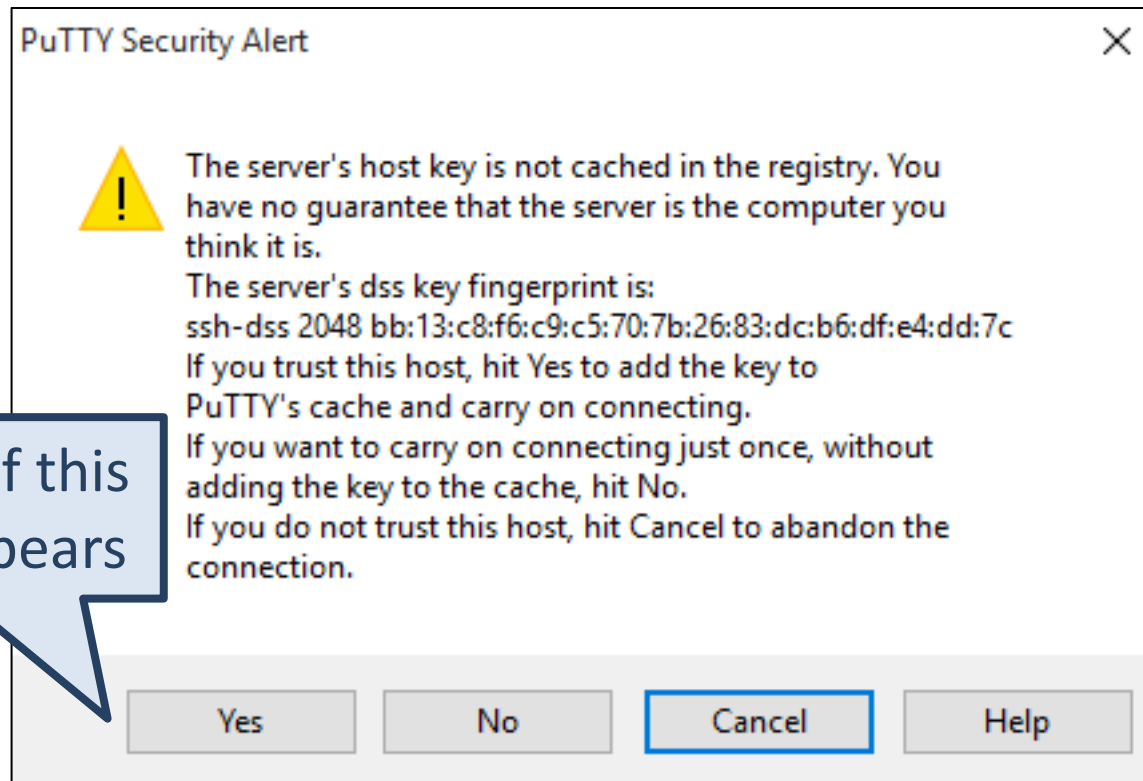 PuTTY Security Alert
The server's host key is not cached in the registry. You
have no guarantee that the server is the computer you
think it is.
The server's dss key fingerprint is:
ssh-dss 2048 bb:13:c8:f6:c9:c5:70:7b:26:83:dc:b6:df:e4:dd:7c
If you trust this host, hit Yes to add the key to
PuTTY's cache and carry on connecting.
If you want to carry on connecting just once, without
adding the key to the cache, hit No.
If you do not trust this host, hit Cancel to abandon the
connection.
this
Yes No Cancel Help